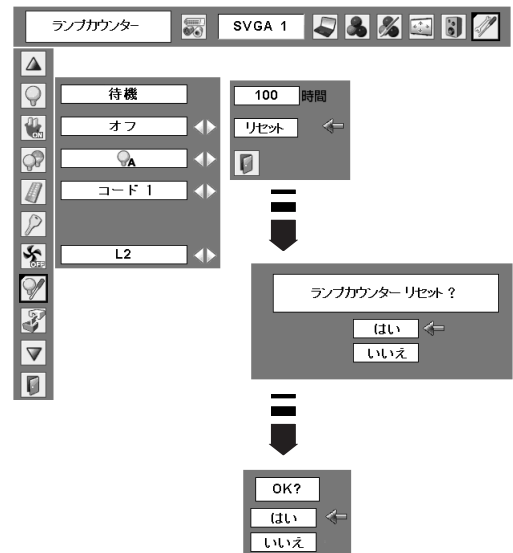 ランプカウンター
SVGA 1
待機
オフ
A
コード 1
L2
ON
OFF
100 時間
リセット
ランプカウンター リセット ?
はい
いいえ
OK?
はい
いいえ